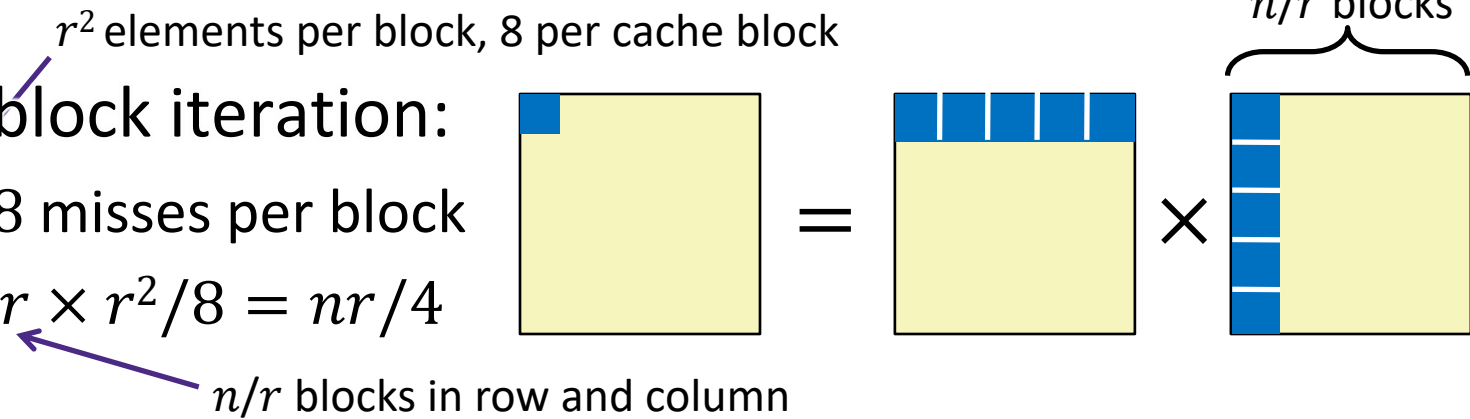 n/r blocks
r² elements per block, 8 per cache block
block iteration:
8 misses per block
r × r²/8 = nr/4
= ×
n/r blocks in row and column